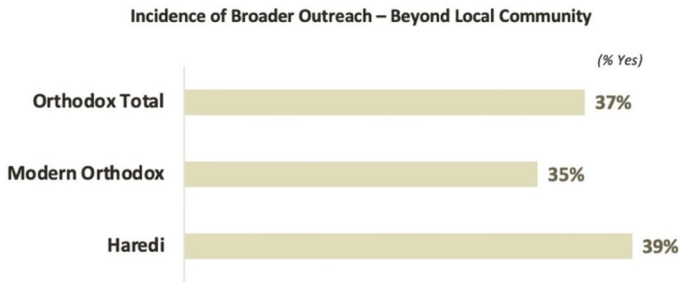 Incidence of Broader Outreach – Beyond Local Community
(% Yes)
Orthodox Total 37%
Modern Orthodox 35%
Haredi 39%